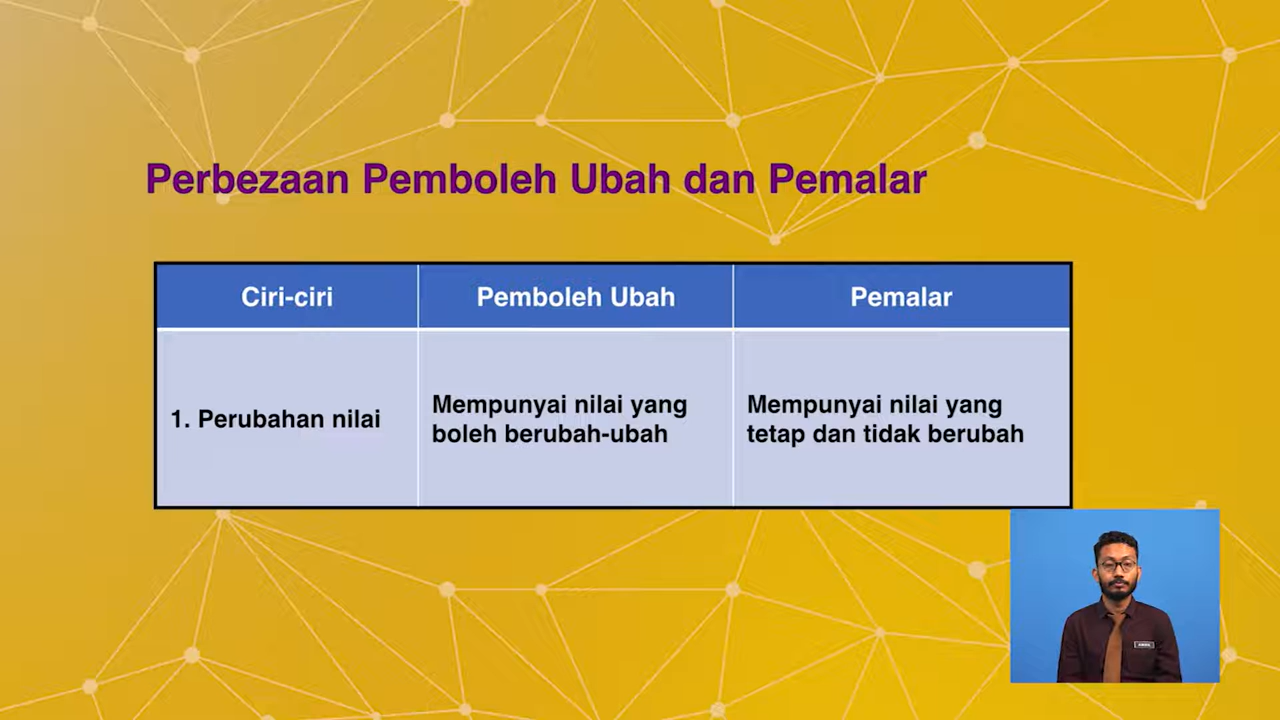 Perbezaan Pemboleh Ubah dan Pemalar
Ciri-ciri
Pemboleh Ubah
Pemalar
1. Perubahan nilai
Mempunyai nilai yang
boleh berubah-ubah
Mempunyai nilai yang
tetap dan tidak berubah